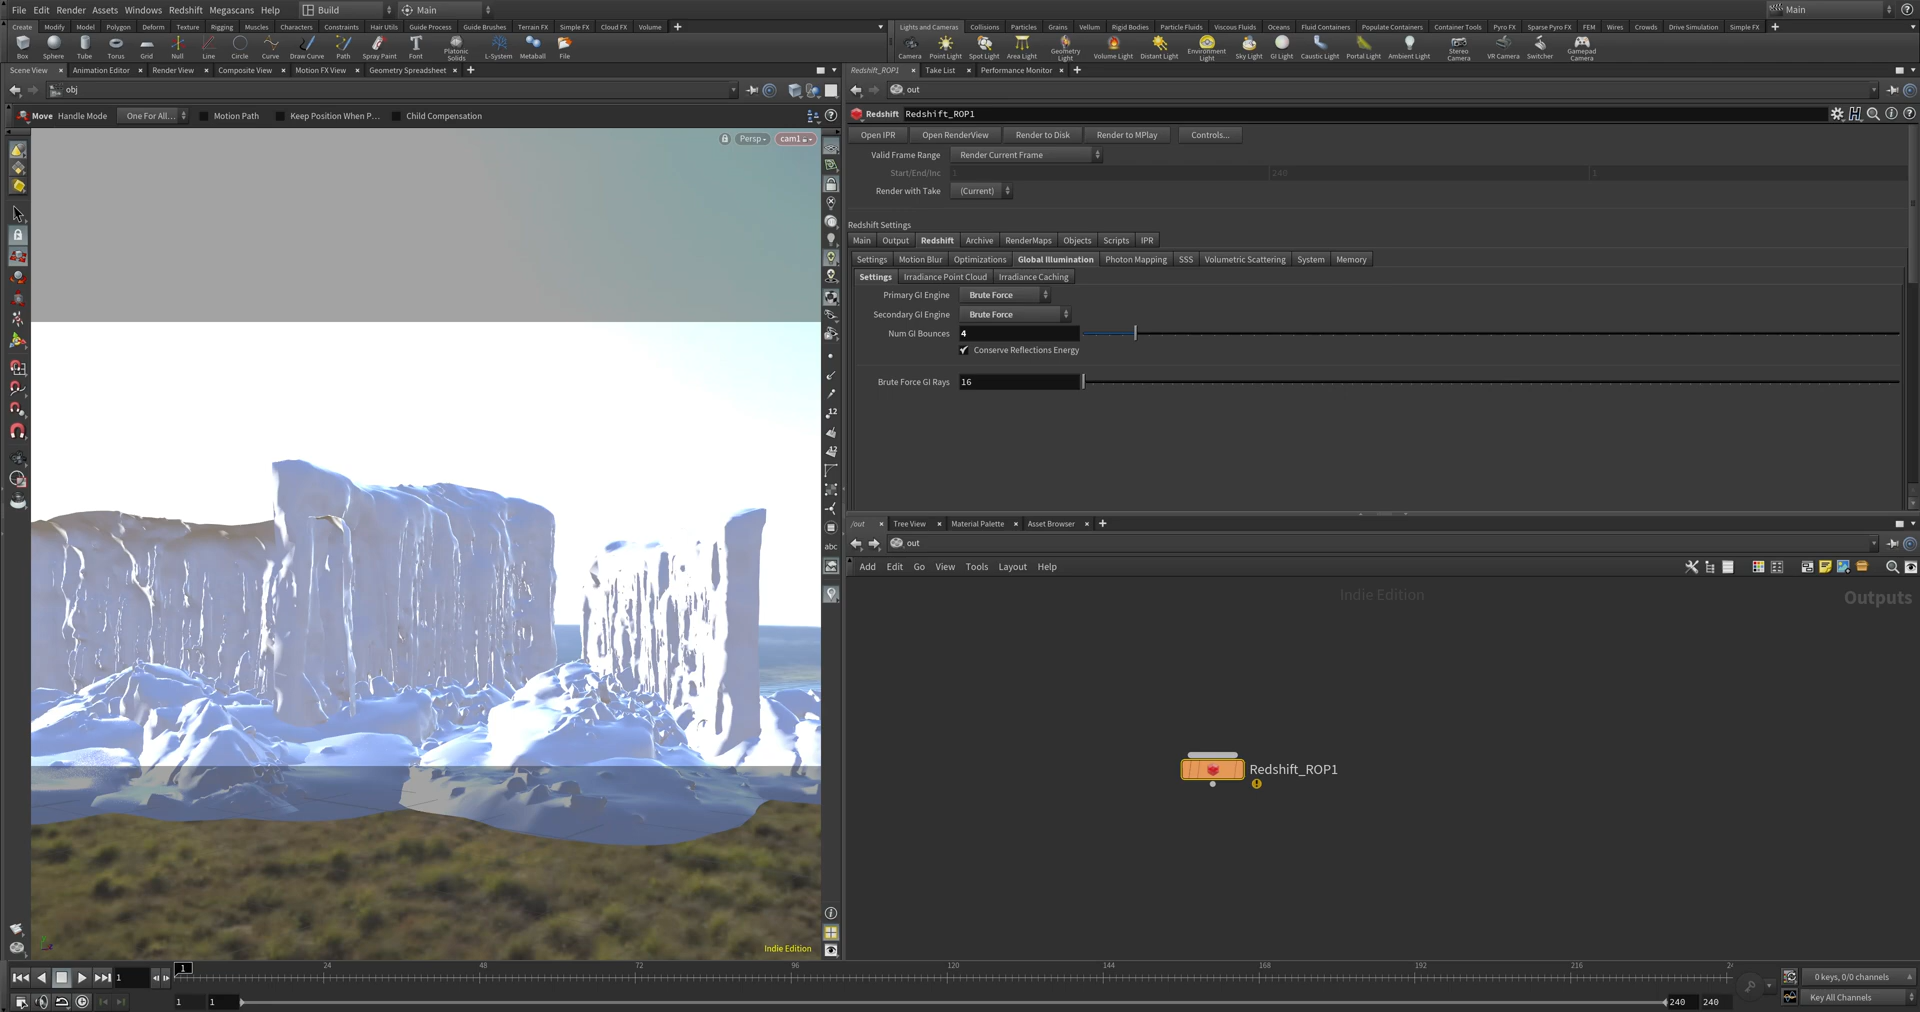 File Edit Render Assets Windows Redshift Megascans Help Build Main Main
Create Modify Model Polygon Deform Texture Rigging Muscles Characters Constraints Hair Utils Guide Process Guide Brushes Terrain FX Simple FX Cloud FX Volume
Lights and Cameras Collisions Particles Grains Vellum Rigid Bodies Particle Fluids Viscous Fluids Oceans Fluid Containers Populate Containers Container Tools Pyro FX Sparse Pyro FX FEM Wires Crowds Drive Simulation Simple FX
Box Sphere Tube Torus Grid Null Line Circle Curve Draw Curve Path Spray Paint Font Platonic Solids L-System Metaball File
Camera Point Light Spot Light Area Light Geometry Light Volume Light Distant Light Environment Light Sky Light GI Light Caustic Light Portal Light Ambient Light Stereo Camera VR Camera Switcher Gamepad Camera
Scene View Animation Editor Render View Composite View Motion FX View Geometry Spreadsheet
obj
Move Handle Mode One For All... Motion Path Keep Position When P... Child Compensation
Persp cam1
12
12
abc
Indie Edition
Redshift_ROP1 Take List Performance Monitor
out
Redshift Redshift_ROP1
Open IPR Open RenderView Render to Disk Render to MPlay Controls...
Valid Frame Range Render Current Frame
Start/End/Inc 1 240 1
Render with Take (Current)
Redshift Settings
Main Output Redshift Archive RenderMaps Objects Scripts IPR
Settings Motion Blur Optimizations Global Illumination Photon Mapping SSS Volumetric Scattering System Memory
Settings Irradiance Point Cloud Irradiance Caching
Primary GI Engine Brute Force
Secondary GI Engine Brute Force
Num GI Bounces 4
Conserve Reflections Energy
Brute Force GI Rays 16
/out Tree View Material Palette Asset Browser
out
Add Edit Go View Tools Layout Help
Indie Edition Outputs
Redshift_ROP1
1 1 24 48 72 96 120 144 168 192 216
0 keys, 0/0 channels
1 1 240 240
Key All Channels